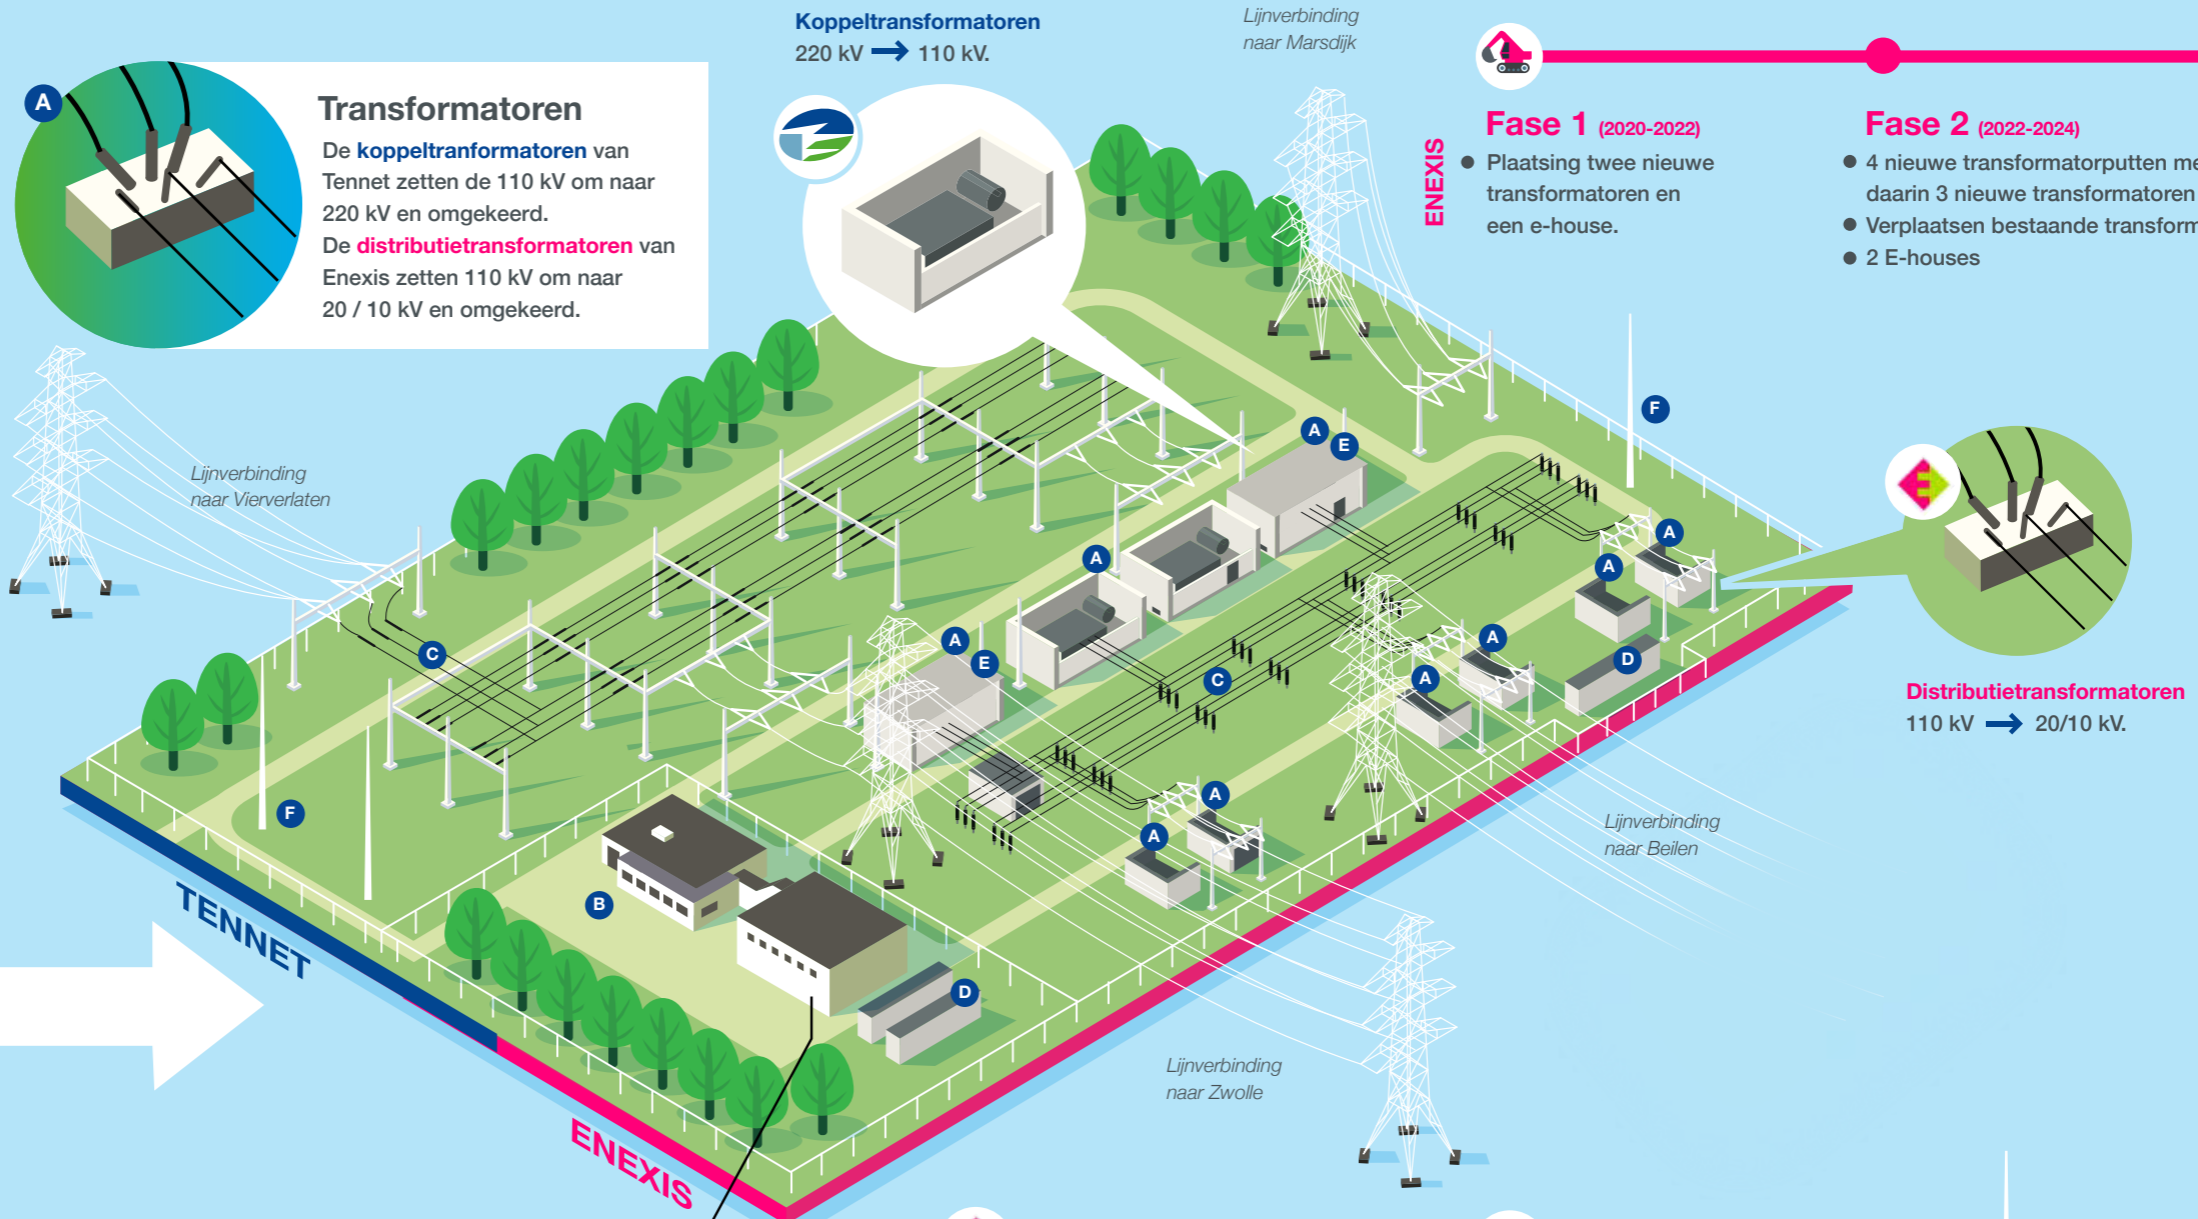 Koppeltransformatoren
220 kV → 110 kV.
Lijnverbinding
naar Marsdijk
A
Transformatoren
De koppeltranformatoren van
Tennet zetten de 110 kV om naar
220 kV en omgekeerd.
De distributietransformatoren van
Enexis zetten 110 kV om naar
20 / 10 kV en omgekeerd.
ENEXIS
Fase 1 (2020-2022)
● Plaatsing twee nieuwe
transformatoren en
een e-house.
Fase 2 (2022-2024)
● 4 nieuwe transformatorputten
daarin 3 nieuwe transformatoren
● Verplaatsen bestaande
● 2 E-houses
Lijnverbinding
naar Vierverlaten
F
A
E
A
A
A
A
E
A
A
D
C
C
Distributietransformatoren
110 kV → 20/10 kV.
F
A
A
Lijnverbinding
naar Beilen
B
D
TENNET
Lijnverbinding
naar Zwolle
ENEXIS